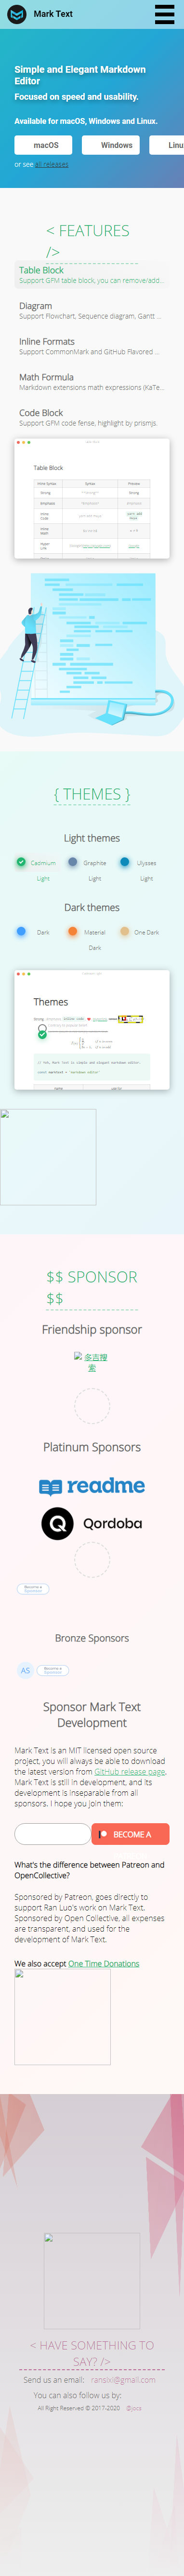 Mark Text
Simple and Elegant Markdown
Editor
Focused on speed and usability.
Available for macOS, Windows and Linux.
macOS
Windows
Linu
or see all releases.
< FEATURES
/>
Table Block
Support GFM table block, you can remove/add...
Diagram
Support Flowchart, Sequence diagram, Gantt ...
Inline Formats
Support CommonMark and GitHub Flavored ...
Math Formula
Markdown extensions math expressions (KaTe...
Code Block
Support GFM code fense, highlight by prismjs.
Table Block
{ THEMES }
Light themes
Cadmium
Light
Graphite
Light
Ulysses
Light
Dark themes
Dark
Material
Dark
One Dark
Themes
$$ SPONSOR
$$
Friendship sponsor
多吉搜
索
Platinum Sponsors
readme
Qordoba
Become a
Sponsor
Bronze Sponsors
AS
Become a
Sponsor
Sponsor Mark Text
Development
Mark Text is an MIT licensed open source
project, you will always be able to downloaded
the latest version from GitHub release page.
Mark Text is still in development, and its
development is inseparable from all
sponsors. I hope you join them:
BECOME A
What's the difference between Patreon and
OpenCollective?
Sponsored by Patreon, goes directly to
support Ran Luo's work on Mark Text.
Sponsored by Open Collective, all expenses
are transparent, and used for the
development of Mark Text.
We also accept One Time Donations
< HAVE SOMETHING TO
SAY? />
Send us an email: ransixi@gmail.com
You can also follow us by:
All Right Reserved © 2017-2020 @Jocs